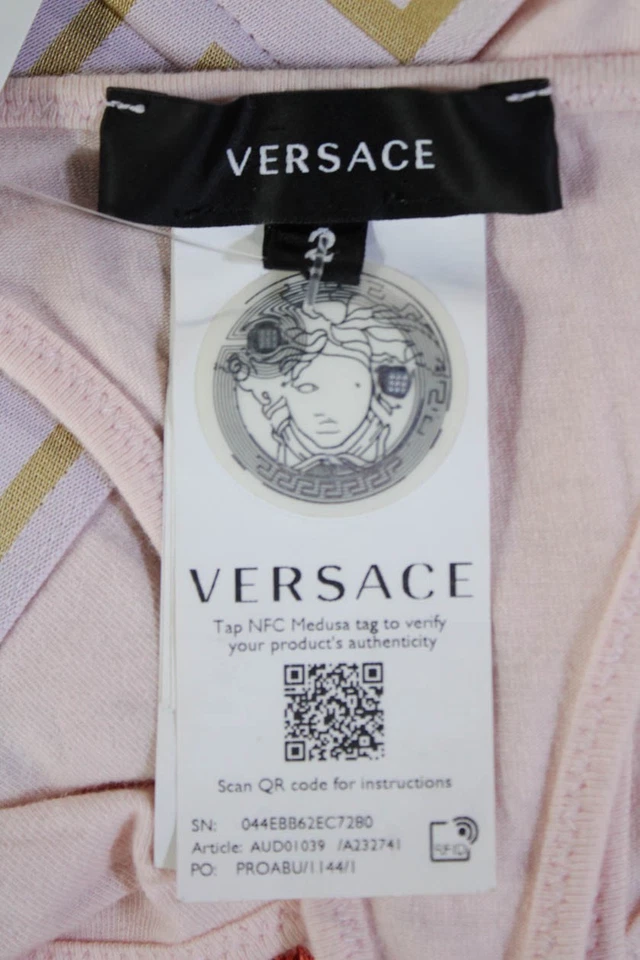 VERSACE
2
VERSACE
Tap NFC Medusa tag to verify
your product's authenticity
Scan QR code for instructions
SN: 044EBB62EC7280
Article: AUD01039 /A232741
PO: PROABU/1144/1
RFID